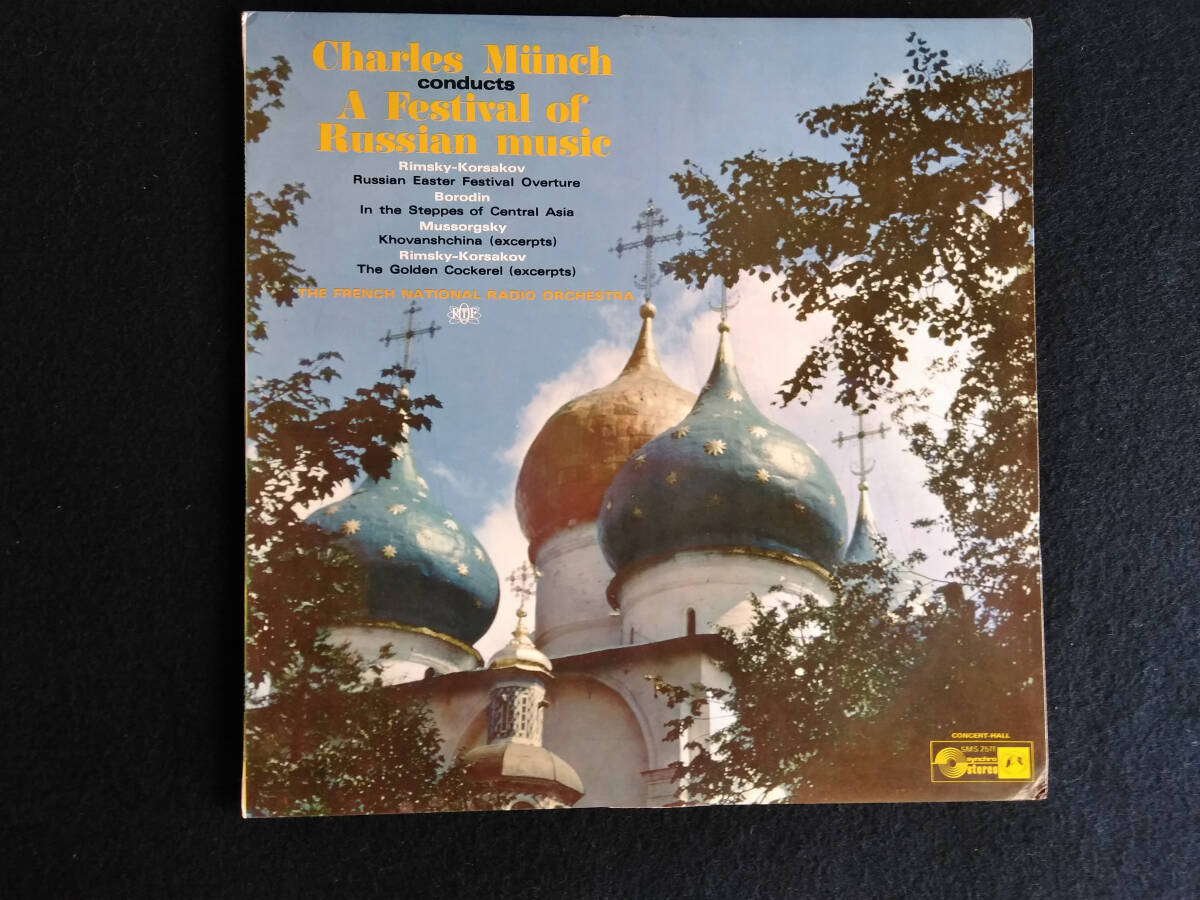 Charles Münch
conducts
A Festival of
Russian music
Rimsky-Korsakov
Russian Easter Festival Overture
Borodin
In the Steppes of Central Asia
Mussorgsky
Khovanshchina (excerpts)
Rimsky-Korsakov
The Golden Cockerel (excerpts)
THE FRENCH NATIONAL RADIO ORCHESTRA
RTF
CONCERT-HALL
synchro
stereo